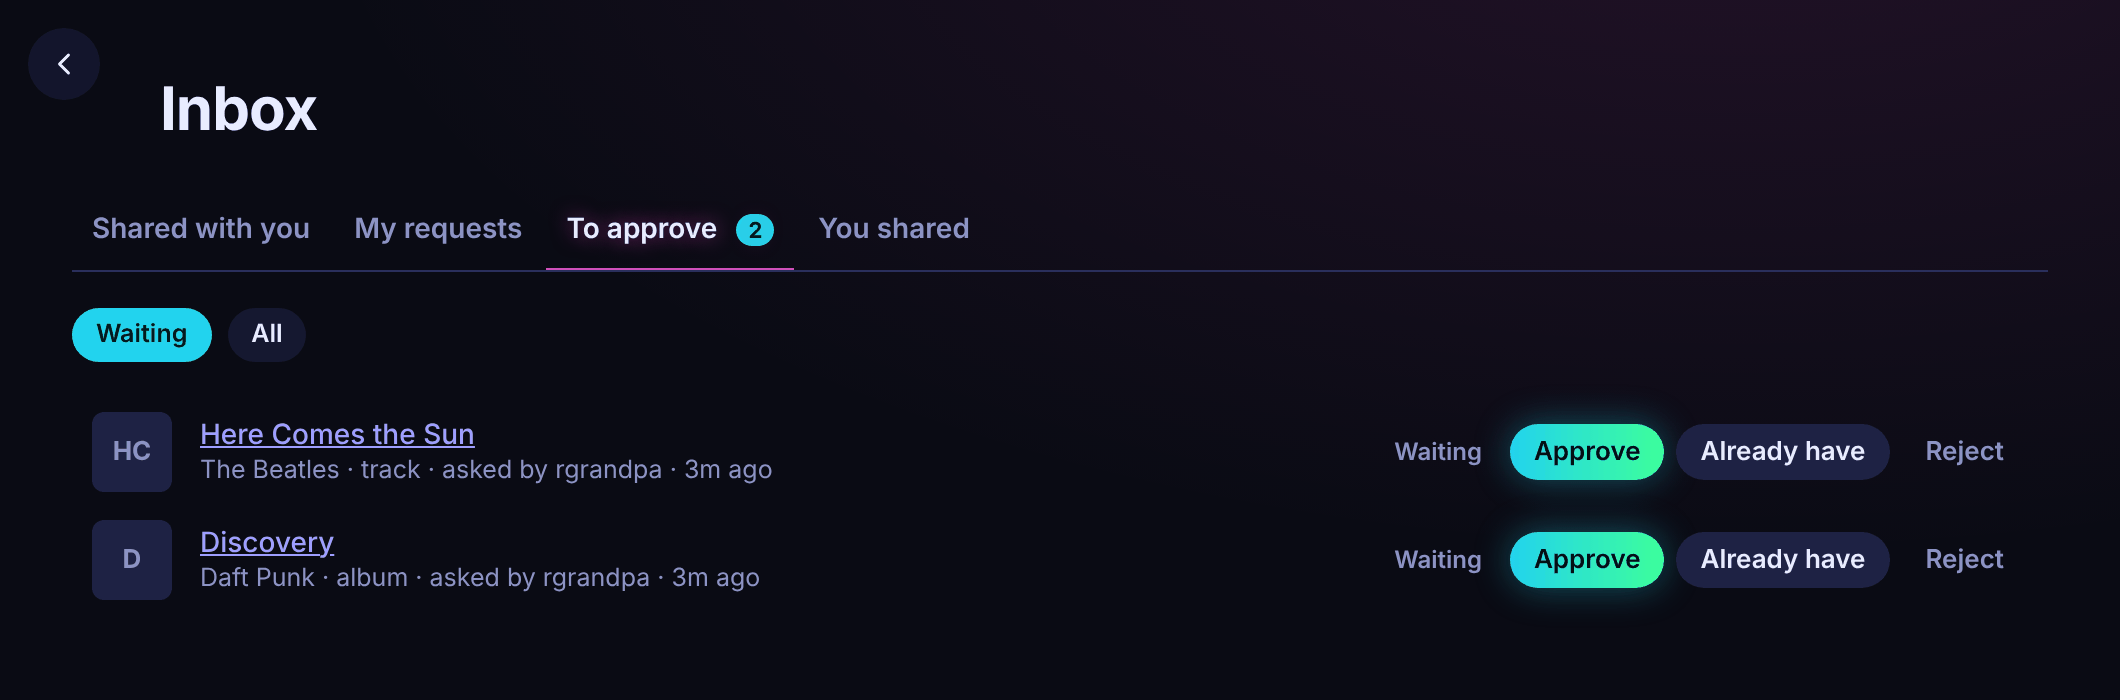 Inbox
Shared with you
My requests
To approve 2
You shared
Waiting
All
HC
Here Comes the Sun
The Beatles · track · asked by rgrandpa · 3m ago
Waiting
Approve
Already have
Reject
D
Discovery
Daft Punk · album · asked by rgrandpa · 3m ago
Waiting
Approve
Already have
Reject